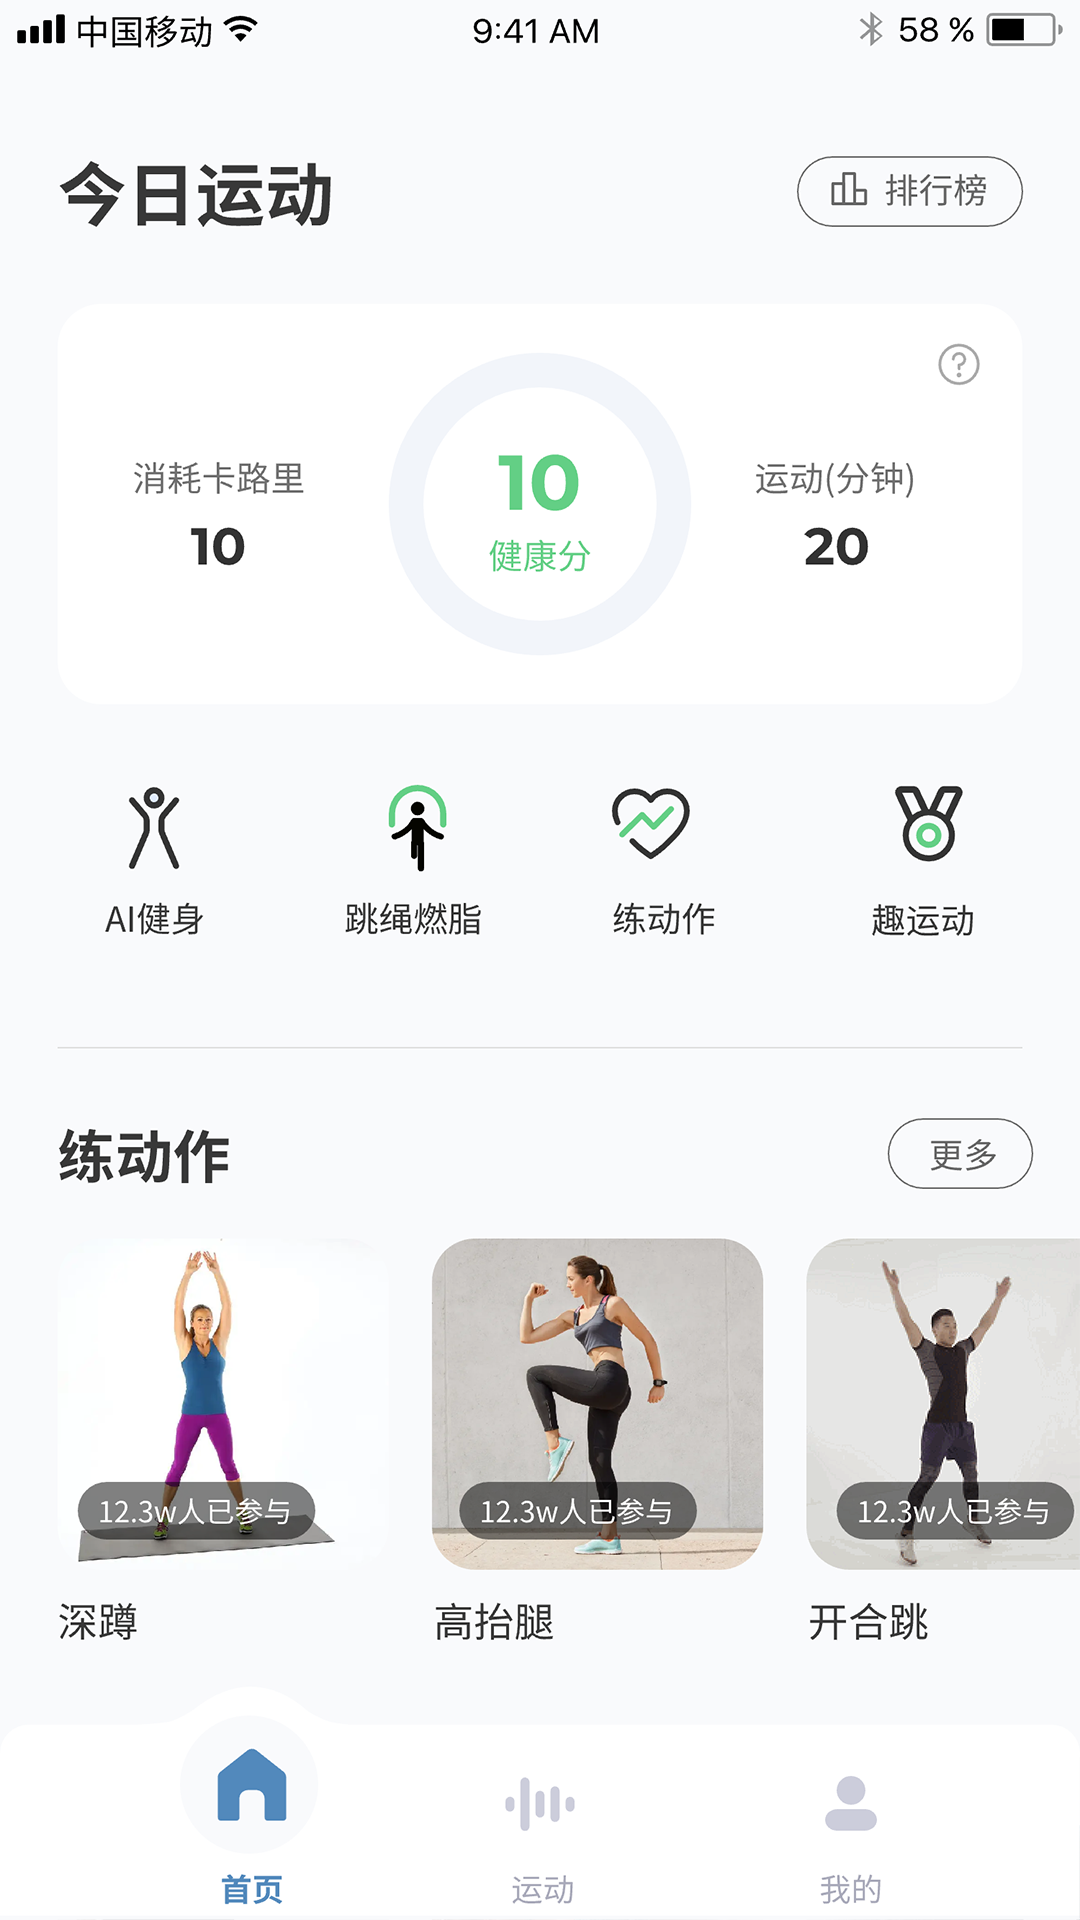 中国移动
9:41 AM
58 %
今日运动
排行榜
消耗卡路里
10
10
健康分
运动(分钟)
20
AI健身
跳绳燃脂
练动作
趣运动
练动作
更多
12.3w人已参与
12.3w人已参与
12.3w人已参与
深蹲
高抬腿
开合跳
首页
运动
我的